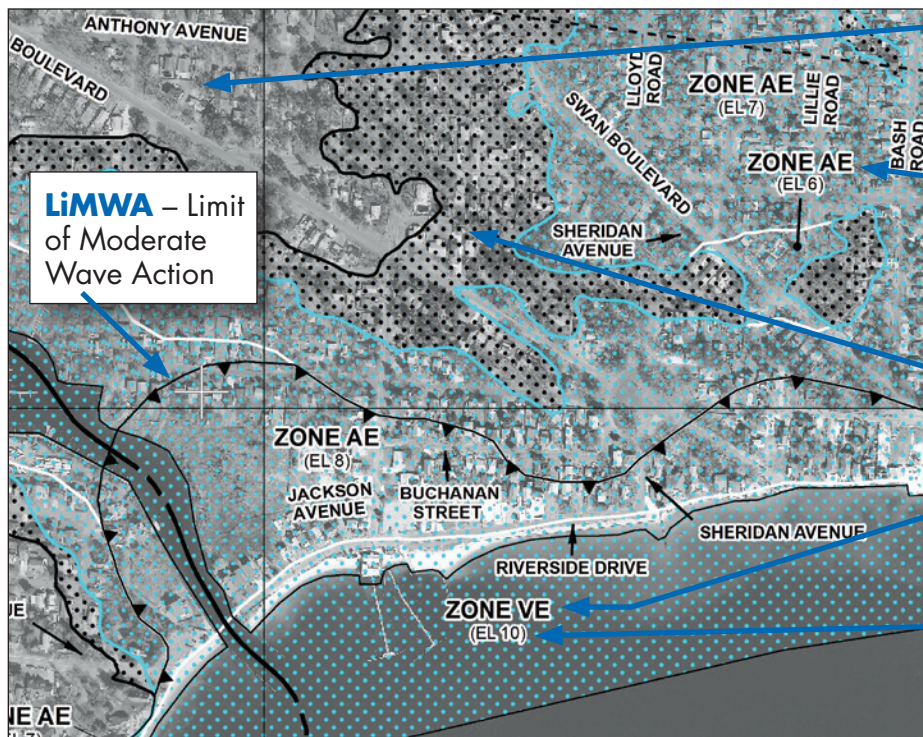 ANTHONY AVENUE
BOULEVARD
LLOYD
ROAD
ZONE AE
(EL 7)
LILLIE
ROAD
SWAN BOULEVARD
BASH
ROAD
ZONE AE
(EL 6)
LiMWA – Limit
of Moderate
Wave Action
SHERIDAN
AVENUE
ZONE AE
(EL 8)
JACKSON
AVENUE
BUCHANAN
STREET
SHERIDAN AVENUE
RIVERSIDE DRIVE
ZONE VE
(EL 10)
UE
NE AE